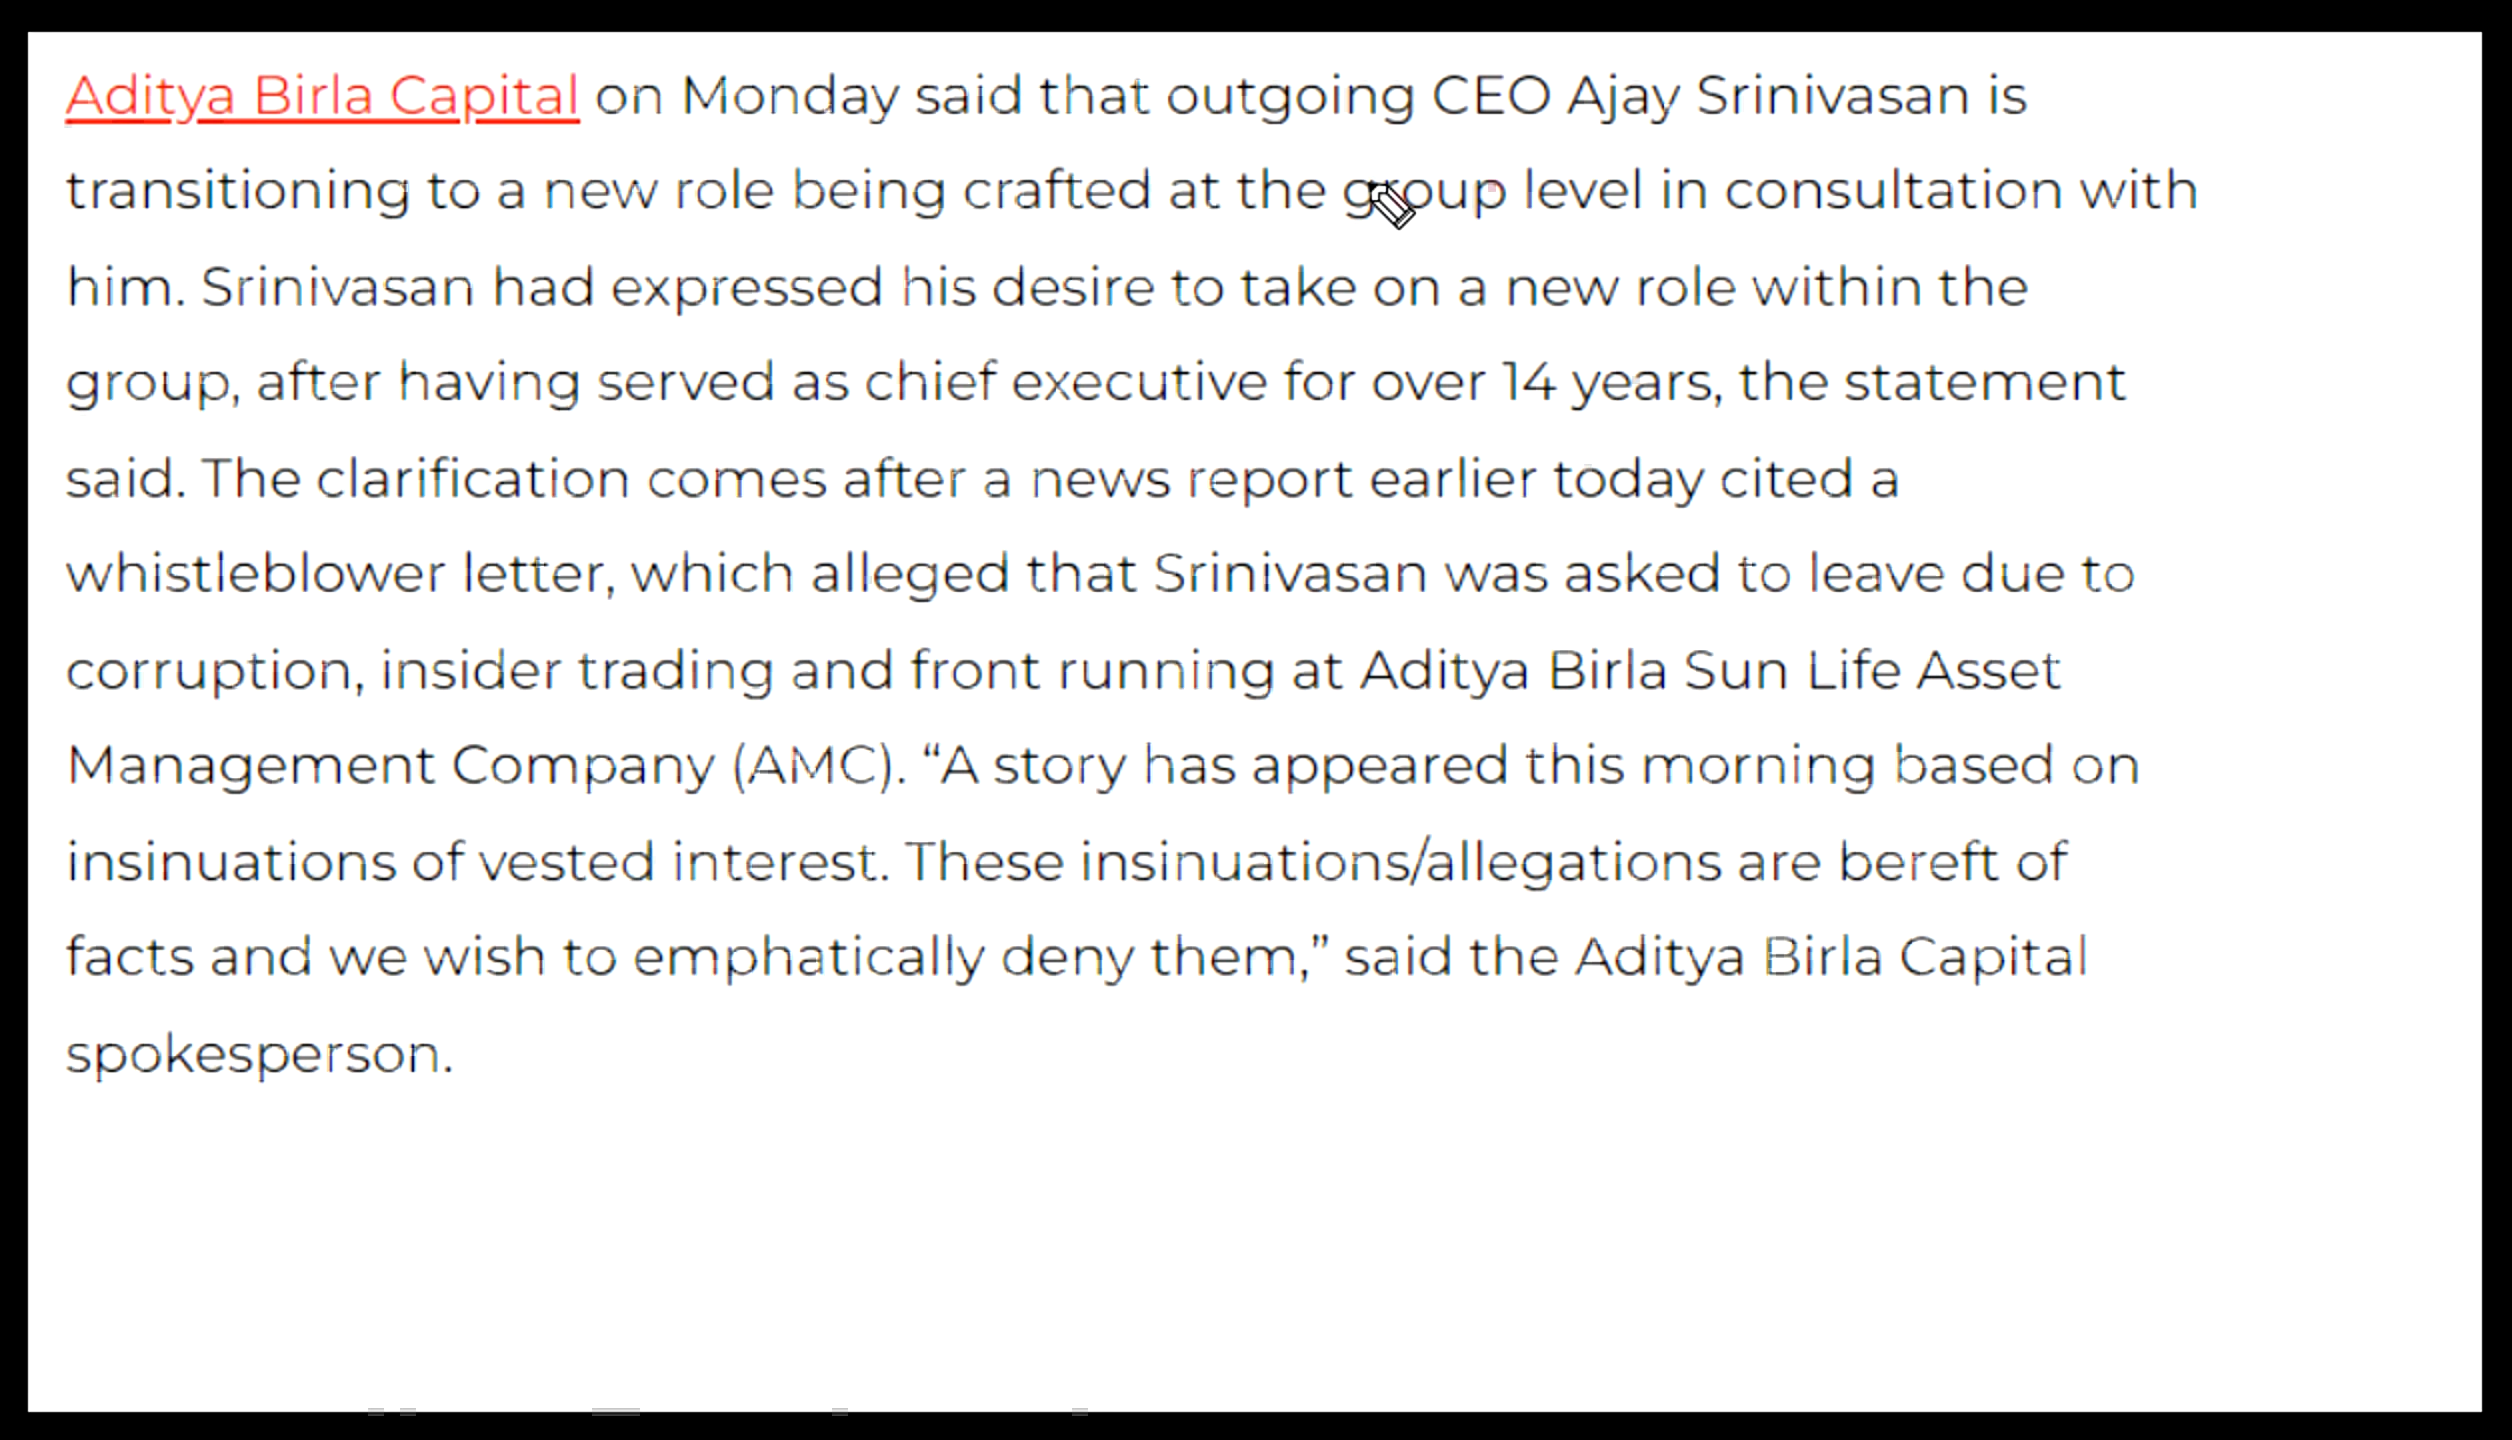 Aditya Birla Capital on Monday said that outgoing CEO Ajay Srinivasan is
transitioning to a new role being crafted at the group level in consultation with
him. Srinivasan had expressed his desire to take on a new role within the
group, after having served as chief executive for over 14 years, the statement
said. The clarification comes after a news report earlier today cited a
whistleblower letter, which alleged that Srinivasan was asked to leave due to
corruption, insider trading and front running at Aditya Birla Sun Life Asset
Management Company (AMC). “A story has appeared this morning based on
insinuations of vested interest. These insinuations/allegations are bereft of
facts and we wish to emphatically deny them,” said the Aditya Birla Capital
spokesperson.